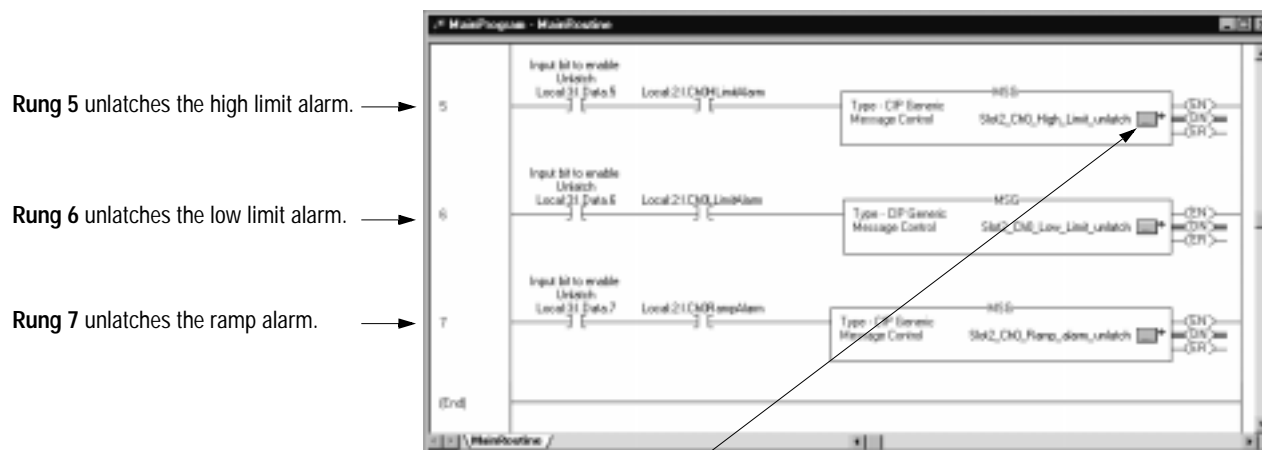 MainProgram - MainRoutine
Rung 5 unlatches the high limit alarm.
5
Input bit to enable
Unlatch
Local:3:I.Data.5 Local:2:I.Ch0HLimitAlarm
MSG
Type - CIP Generic
Message Control Slot2_Ch0_High_Limit_unlatch ...
(EN)
(DN)
(ER)
Rung 6 unlatches the low limit alarm.
6
Input bit to enable
Unlatch
Local:3:I.Data.6 Local:2:I.Ch0LLimitAlarm
MSG
Type - CIP Generic
Message Control Slot2_Ch0_Low_Limit_unlatch ...
(EN)
(DN)
(ER)
Rung 7 unlatches the ramp alarm.
7
Input bit to enable
Unlatch
Local:3:I.Data.7 Local:2:I.Ch0RampAlarm
MSG
Type - CIP Generic
Message Control Slot2_Ch0_Ramp_alarm_unlatch ...
(EN)
(DN)
(ER)
(End)
MainRoutine